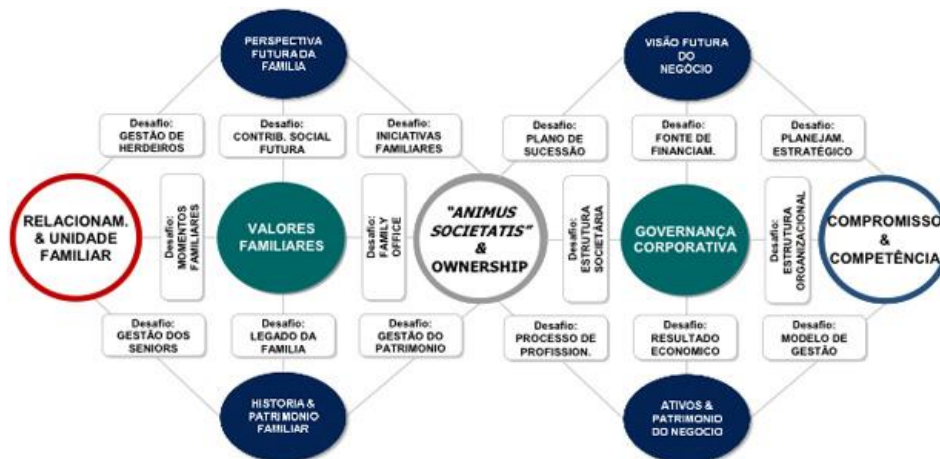 PERSPECTIVA
FUTURA DA
FAMILIA
VISÃO FUTURA
DO
NEGÓCIO
Desafio:
GESTÃO DE
HERDEIROS
Desafio:
CONTRIB. SOCIAL
FUTURA
Desafio:
INICIATIVAS
FAMILIARES
Desafio:
PLANO DE
SUCESSÃO
Desafio:
FONTE DE
FINANCIAM.
Desafio:
PLANEJAM.
ESTRATÉGICO
RELACIONAM.
& UNIDADE
FAMILIAR
Desafio:
MOMENTOS
FAMILIARES
VALORES
FAMILIARES
Desafio:
FAMILY
OFFICE
"ANIMUS
SOCIETATIS"
&
OWNERSHIP
Desafio:
ESTRUTURA
SOCIETÁRIA
GOVERNANÇA
CORPORATIVA
Desafio:
ESTRUTURA
ORGANIZACIONAL
COMPROMISSO
&
COMPETÊNCIA
Desafio:
GESTÃO DOS
SENIORS
Desafio:
LEGADO DA
FAMILIA
Desafio:
GESTÃO DO
PATRIMONIO
Desafio:
PROCESSO DE
PROFISSION.
Desafio:
RESULTADO
ECONOMICO
Desafio:
MODELO DE
GESTÃO
HISTORIA &
PATRIMONIO
FAMILIAR
ATIVOS &
PATRIMONIO
DO NEGOCIO